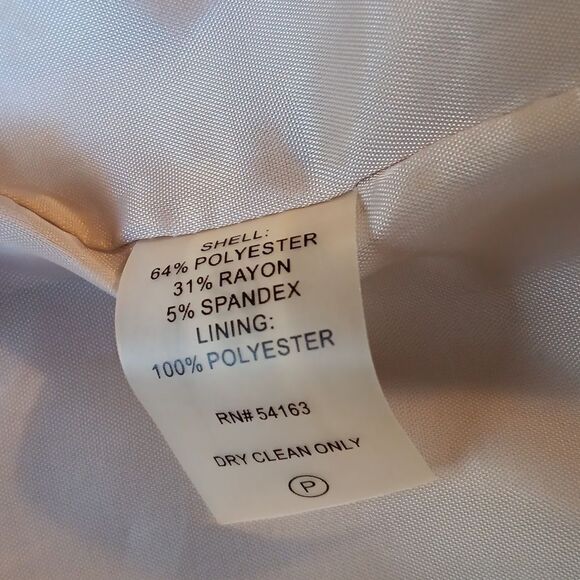 SHELL:
64% POLYESTER
31% RAYON
5% SPANDEX
LINING:
100% POLYESTER
RN# 54163
DRY CLEAN ONLY
P